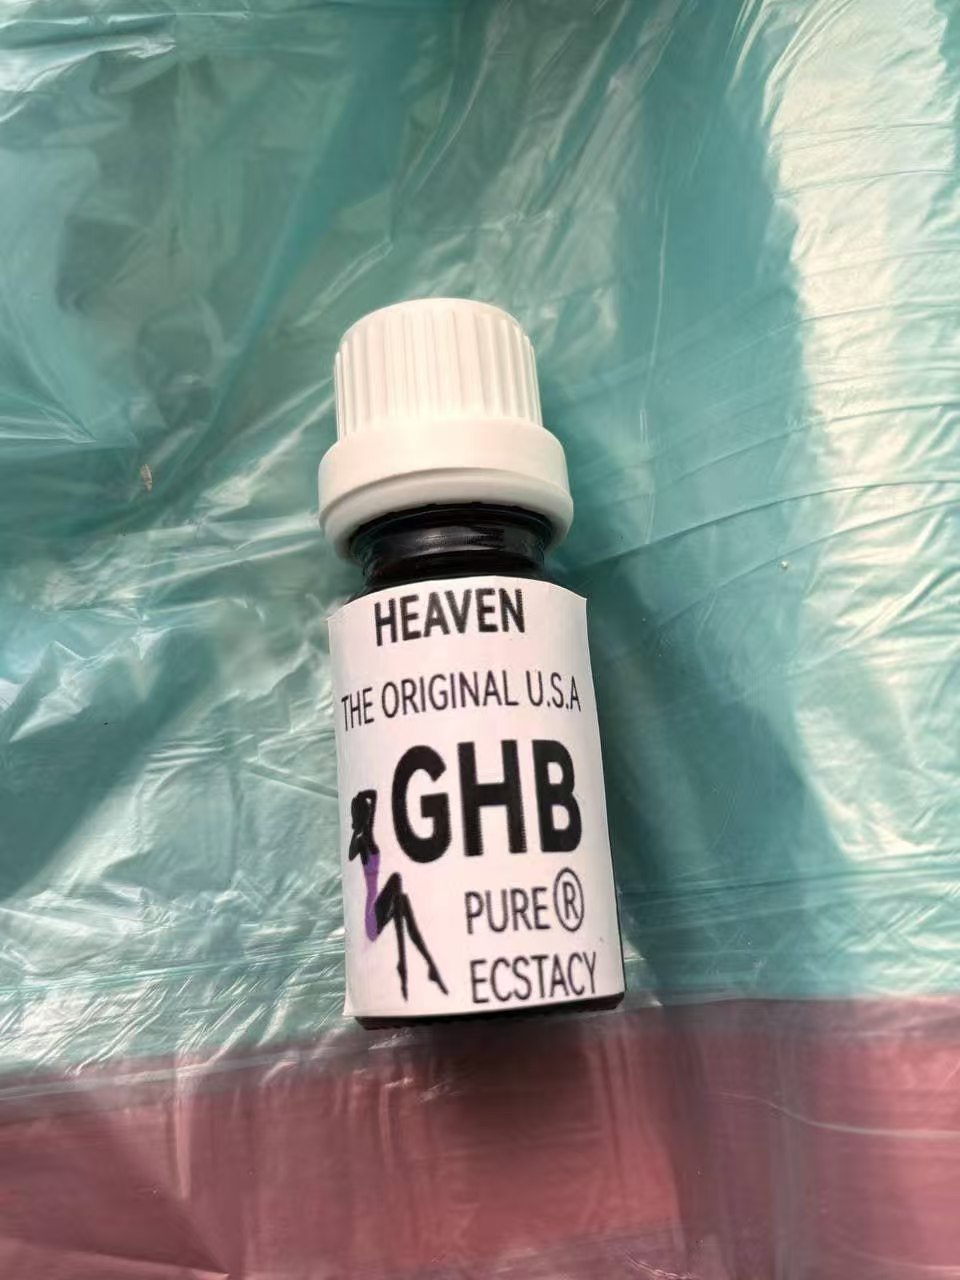 HEAVEN
THE ORIGINAL U.S.A
GHB
PURE®
ECSTACY